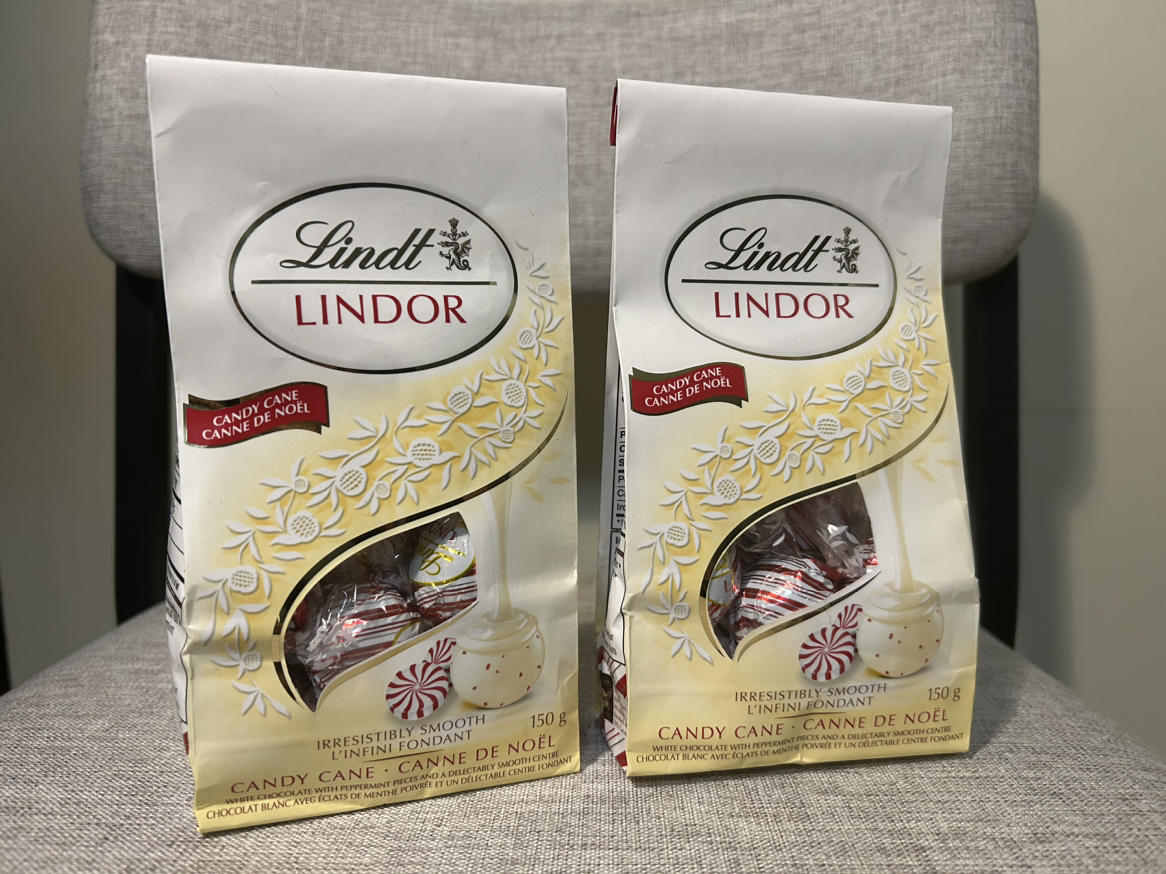 Lindt
LINDOR
CANDY CANE
CANNE DE NOËL
IRRESISTIBLY SMOOTH
L'INFINI FONDANT
150 g
CANDY CANE · CANNE DE NOËL
WHITE CHOCOLATE WITH PEPPERMINT PIECES AND A DELECTABLY SMOOTH CENTRE
CHOCOLAT BLANC AVEC ÉCLATS DE MENTHE POIVRÉE ET UN DÉLECTABLE CENTRE FONDANT
Lindt
LINDOR
CANDY CANE
CANNE DE NOËL
IRRESISTIBLY SMOOTH
L'INFINI FONDANT
150 g
CANDY CANE · CANNE DE NOËL
WHITE CHOCOLATE WITH PEPPERMINT PIECES AND A DELECTABLY SMOOTH CENTRE
CHOCOLAT BLANC AVEC ÉCLATS DE MENTHE POIVRÉE ET UN DÉLECTABLE CENTRE FONDANT